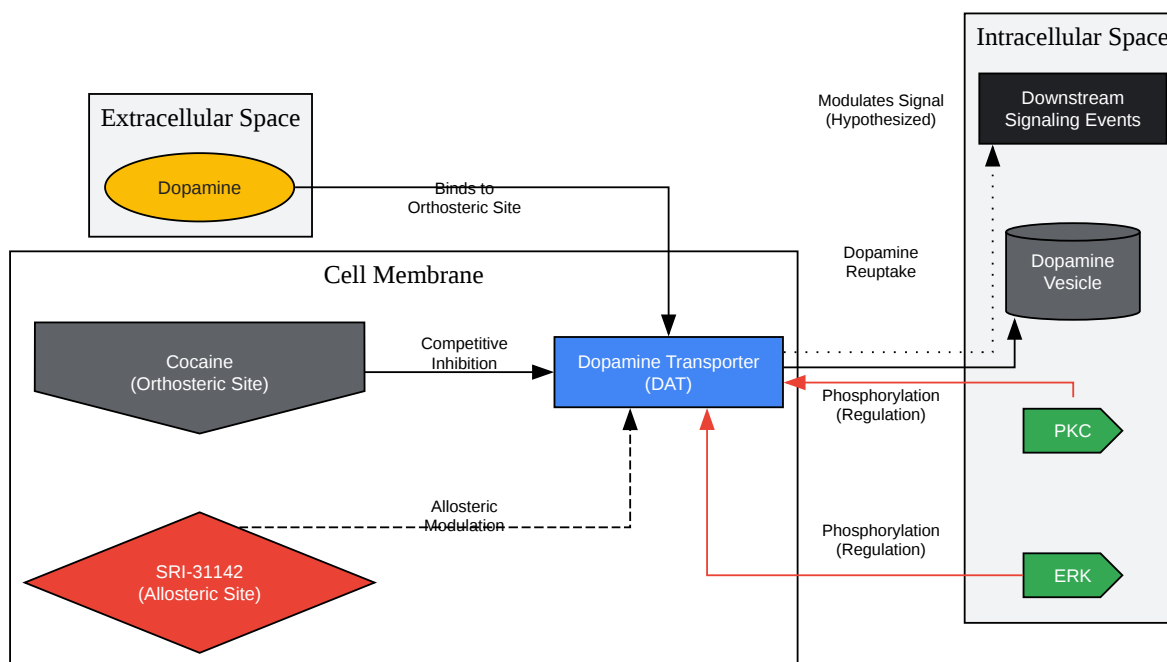 Intracellular Space
Downstream
Signaling Events
Modulates Signal
(Hypothesized)
Extracellular Space
Dopamine
Binds to
Orthosteric Site
Dopamine
Reuptake
Dopamine
Vesicle
Cell Membrane
Cocaine
(Orthosteric Site)
Competitive
Inhibition
Dopamine Transporter
(DAT)
Phosphorylation
(Regulation)
PKC
Allosteric
Modulation
SRI-31142
(Allosteric Site)
Phosphorylation
(Regulation)
ERK